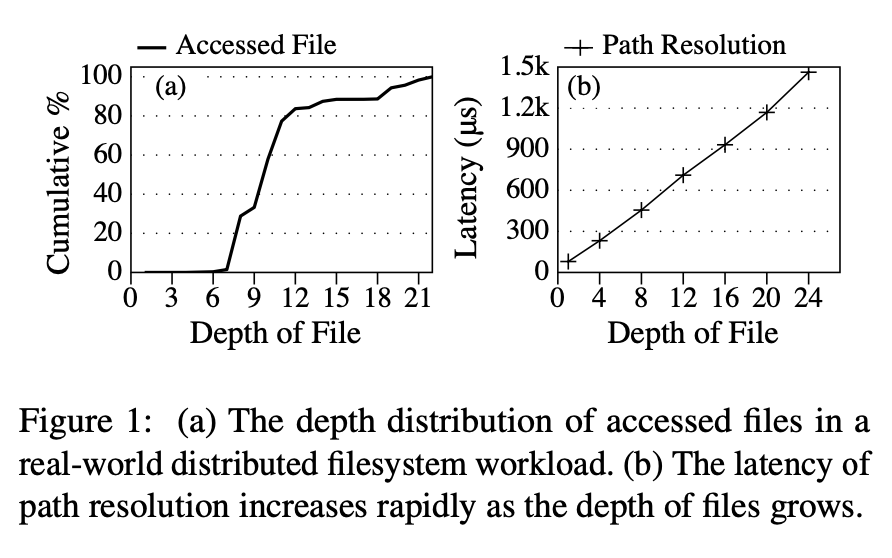 Accessed File
(a)
Cumulative %
100
80
60
40
20
0
0 3 6 9 12 15 18 21
Depth of File
Path Resolution
(b)
Latency (μs)
1.5k
1.2k
900
600
300
0
0 4 8 12 16 20 24
Depth of File
Figure 1: (a) The depth distribution of accessed files in a
real-world distributed filesystem workload. (b) The latency of
path resolution increases rapidly as the depth of files grows.